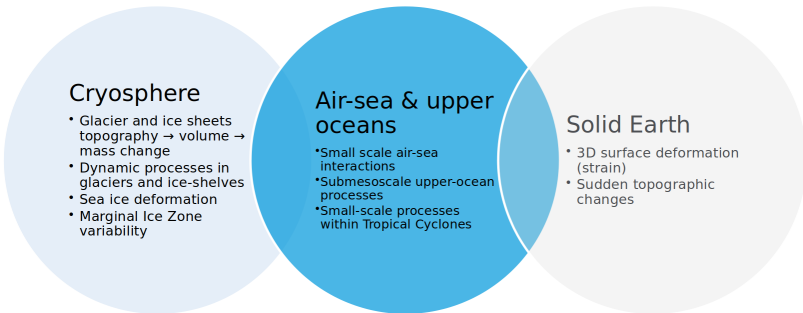 Cryosphere
• Glacier and ice sheets
topography → volume →
mass change
• Dynamic processes in
glaciers and ice-shelves
• Sea ice deformation
• Marginal Ice Zone
variability
Air-sea & upper
oceans
•Small scale air-sea
interactions
•Submesoscale upper-ocean
processes
•Small-scale processes
within Tropical Cyclones
Solid Earth
• 3D surface deformation
(strain)
• Sudden topographic
changes